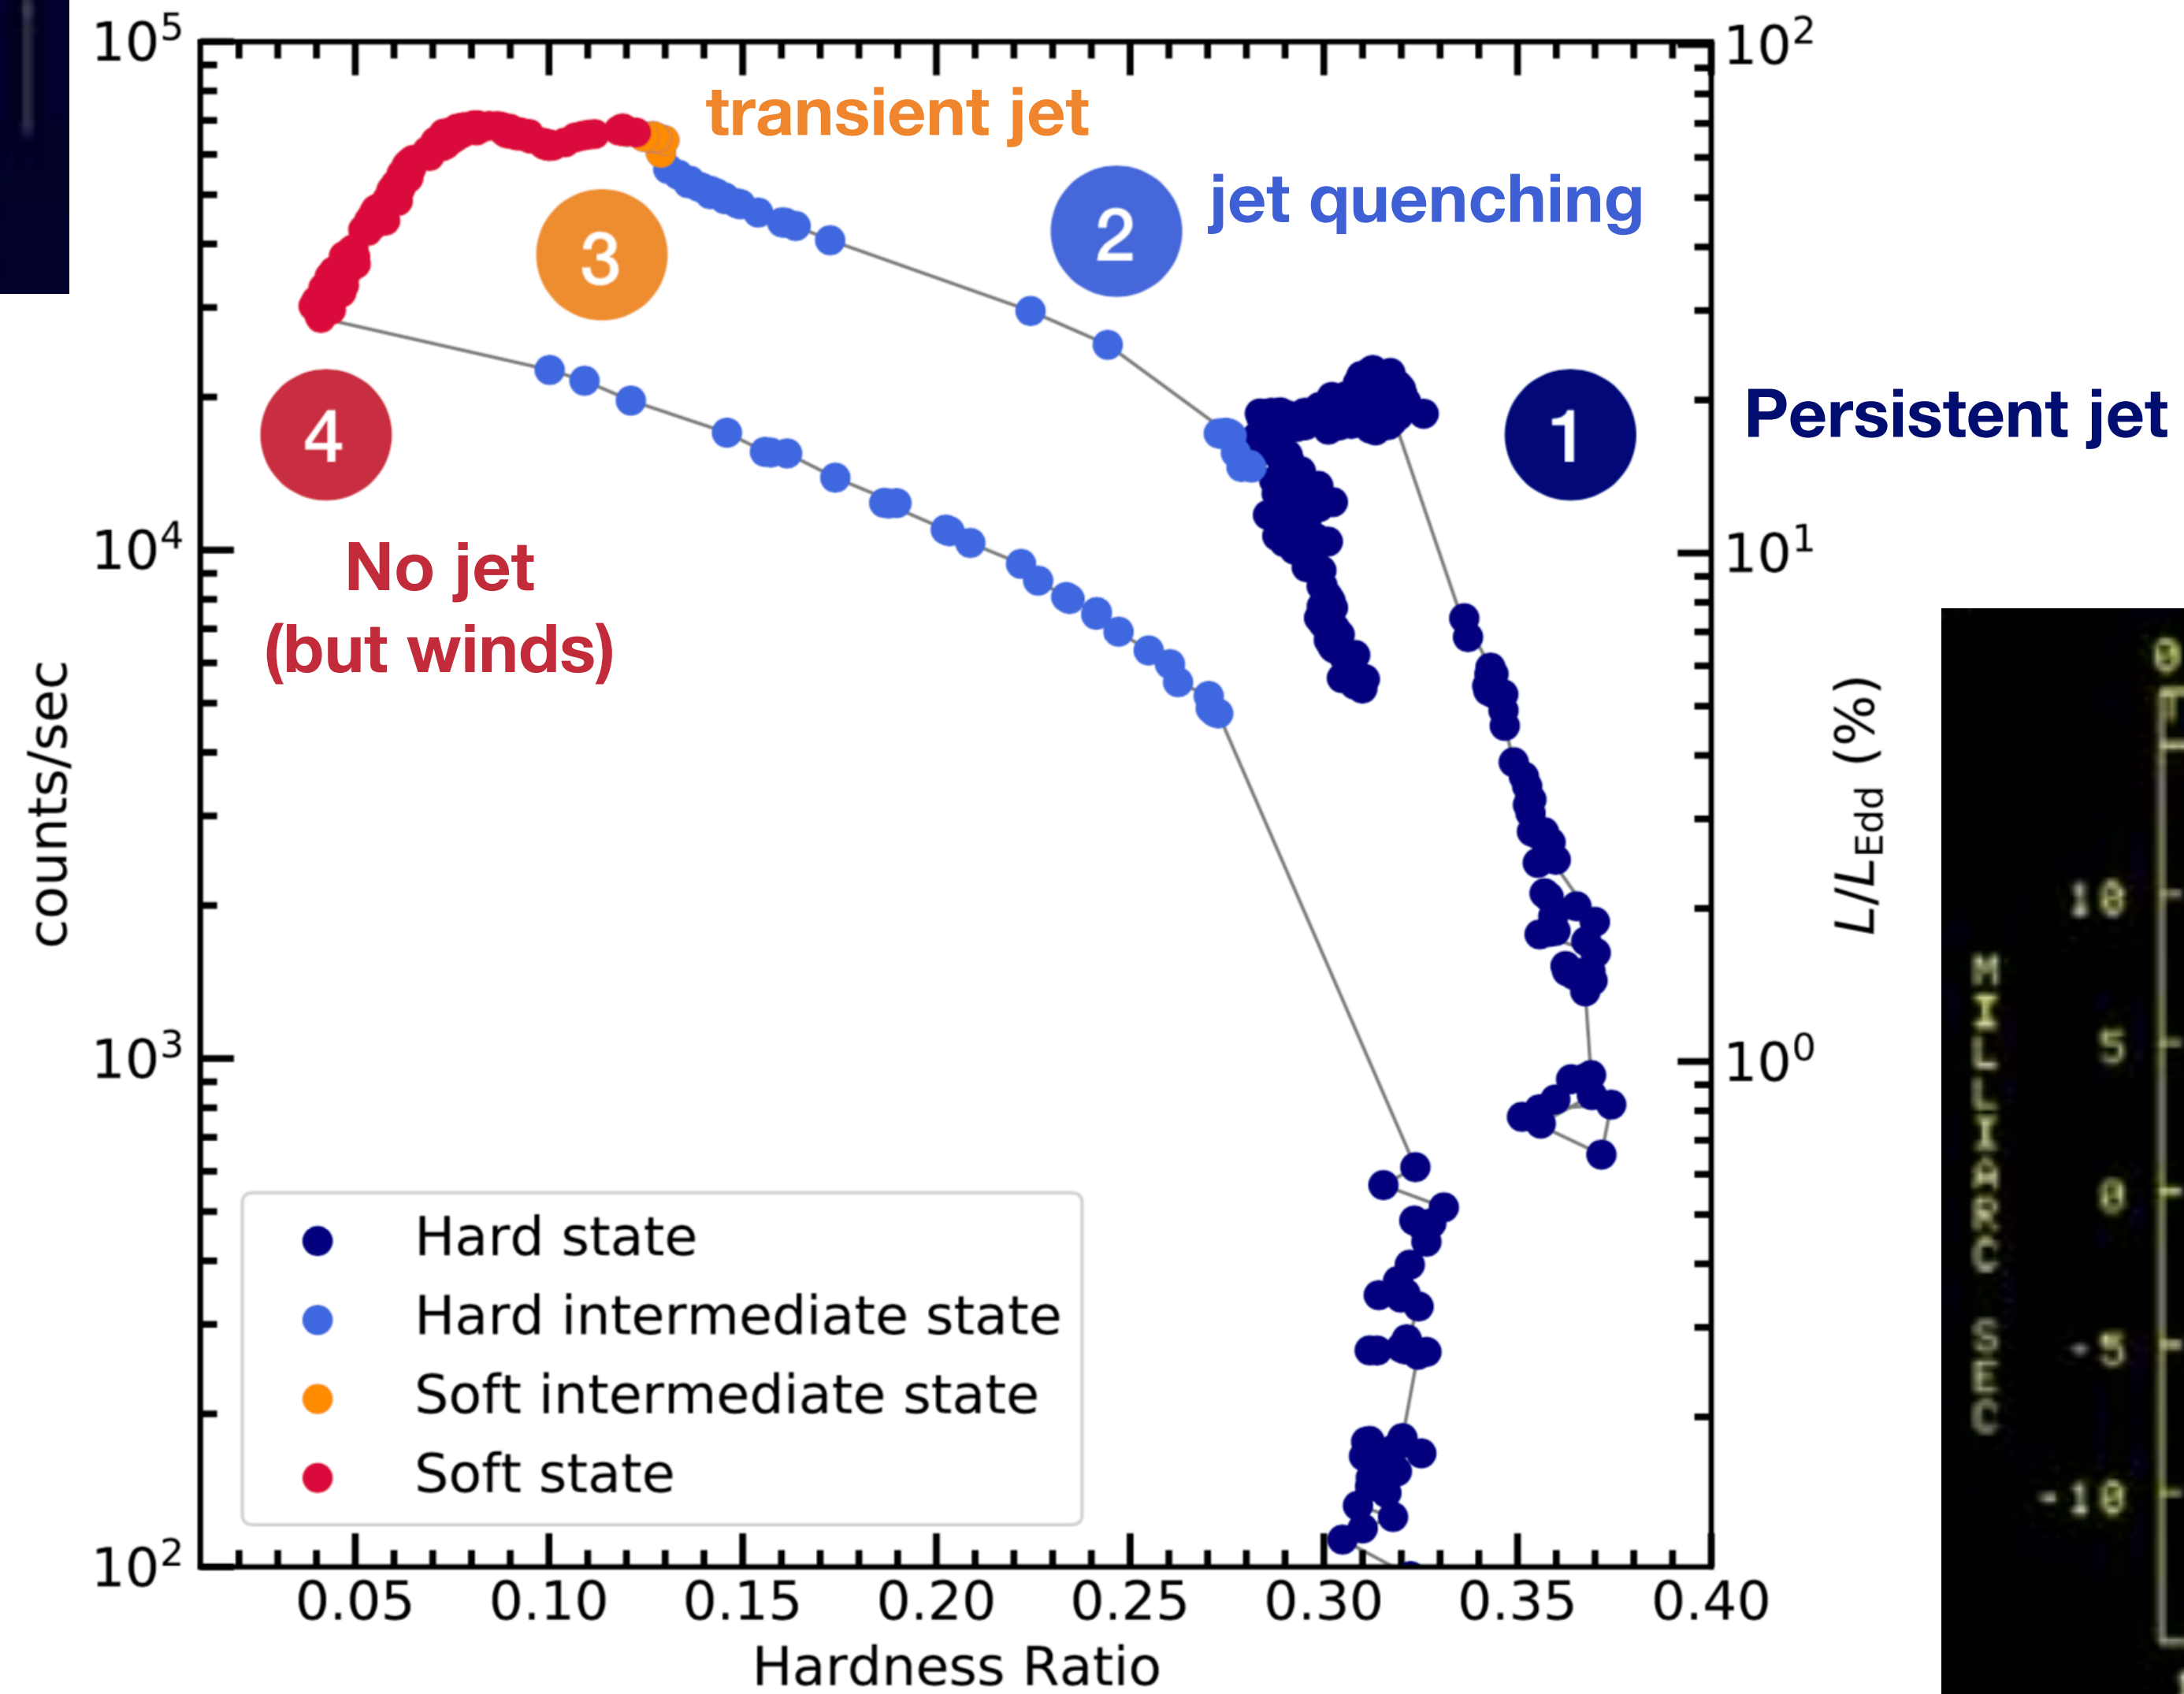 10⁵
10²
transient jet
jet quenching
2
3
Persistent jet
1
4
10⁴
10¹
No jet
(but winds)
counts/sec
L/L_Edd (%)
10³
10⁰
Hard state
Hard intermediate state
Soft intermediate state
Soft state
10²
0.05 0.10 0.15 0.20 0.25 0.30 0.35 0.40
Hardness Ratio
0
10
5
0
-5
-10
MILLIARC SEC